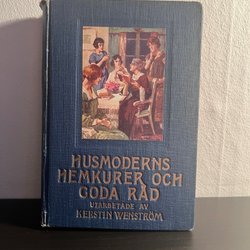 HUSMODERNS
HEMKURER OCH
GODA RÅD
UTARBETADE AV
KERSTIN WENSTRÖM